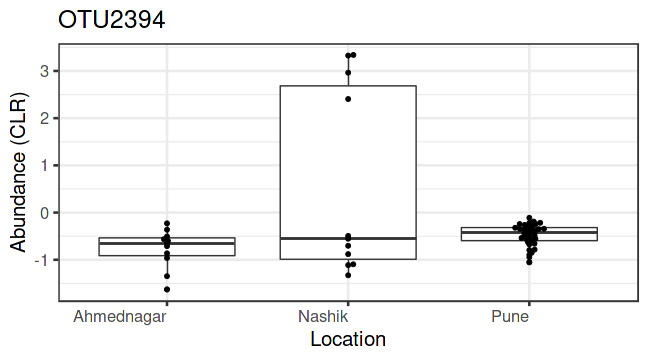 OTU2394
Abundance (CLR)
3
2
1
0
-1
Ahmednagar
Nashik
Pune
Location